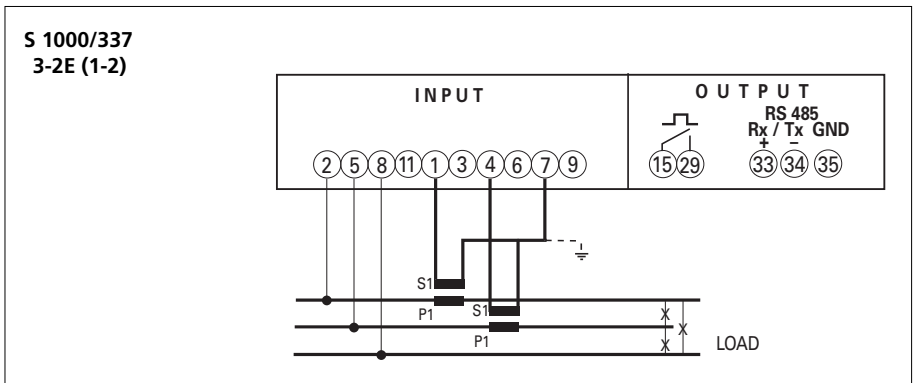 S 1000/337
3-2E (1-2)
INPUT
OUTPUT
RS 485
Rx / Tx GND
+ −
2 5 8 11 1 3 4 6 7 9
15 29 33 34 35
S1
P1
S1
P1
X
X
X
LOAD